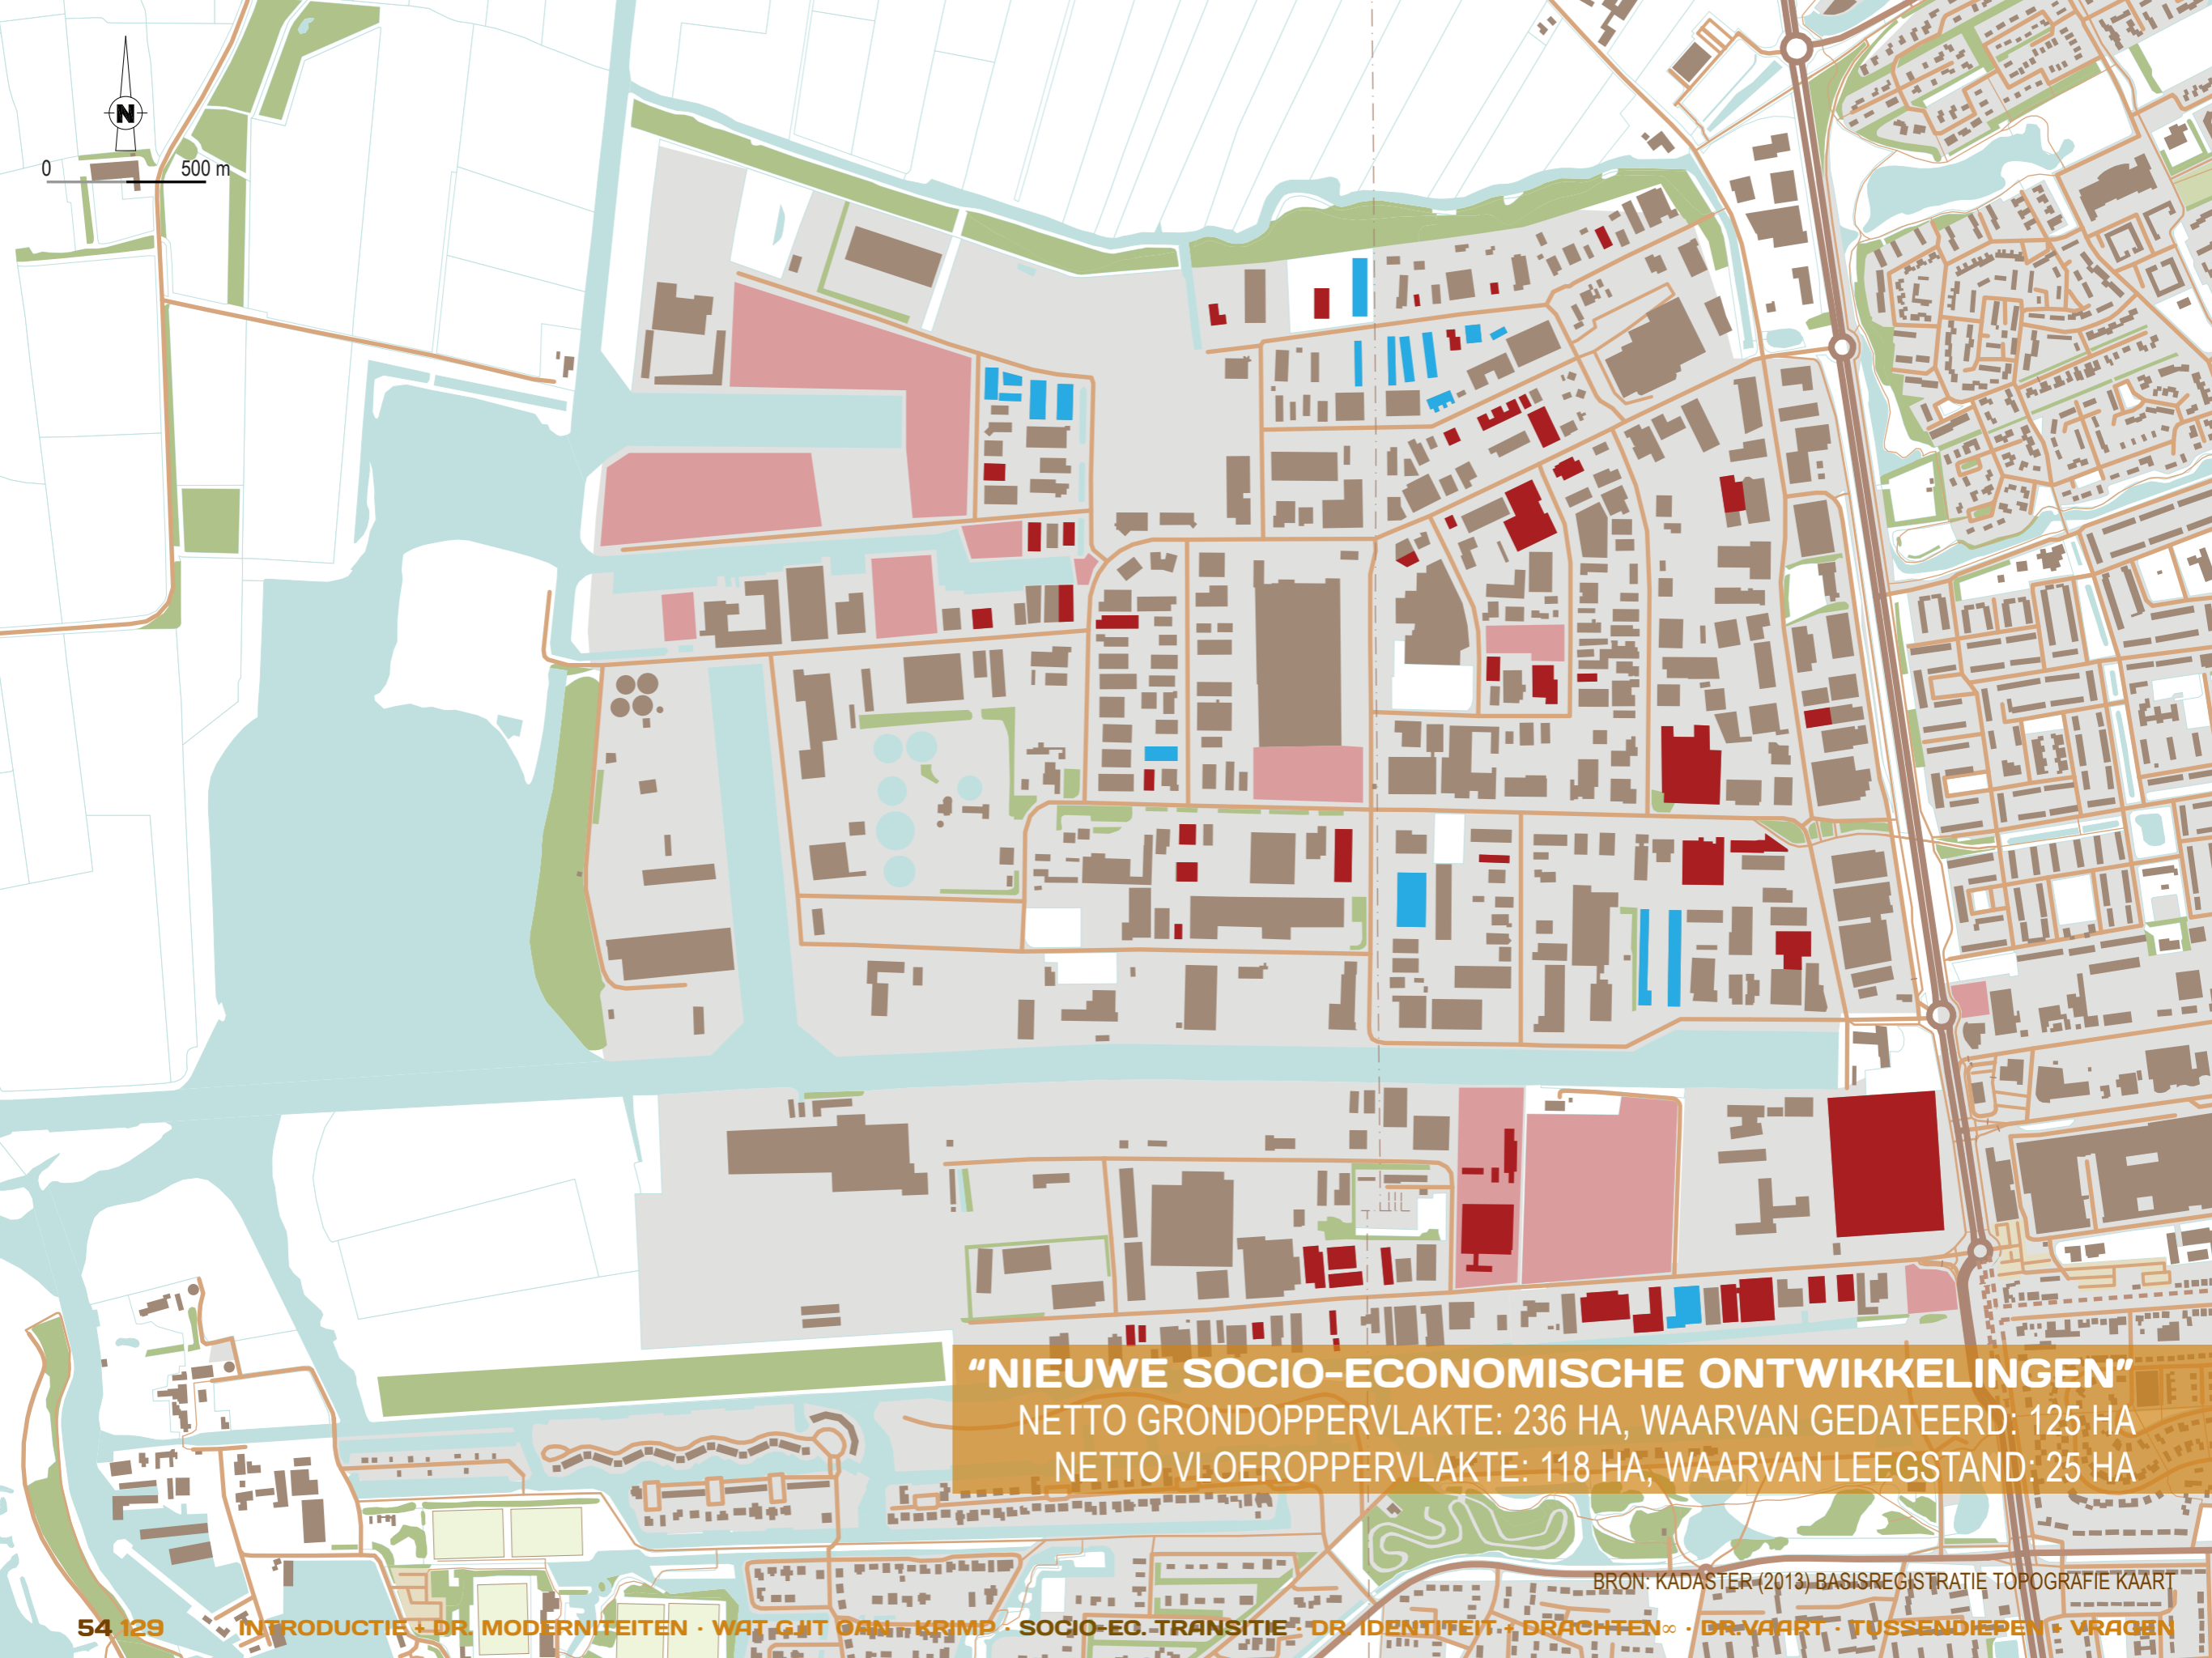 N
0 500 m
“NIEUWE SOCIO-ECONOMISCHE ONTWIKKELINGEN”
NETTO GRONDOPPERVLAKTE: 236 HA, WAARVAN GEDATEERD: 125 HA
NETTO VLOEROPPERVLAKTE: 118 HA, WAARVAN LEEGSTAND: 25 HA
BRON: KADASTER (2013) BASISREGISTRATIE TOPOGRAFIE KAART
54 129 INTRODUCTIE + DR. MODERNITEITEN · WAT GJIT OAN · KRIMP · SOCIO-EC. TRANSITIE · DR. IDENTITEIT + DRACHTEN∞ · DR.VAART · TUSSENDIEPEN + VRAGEN